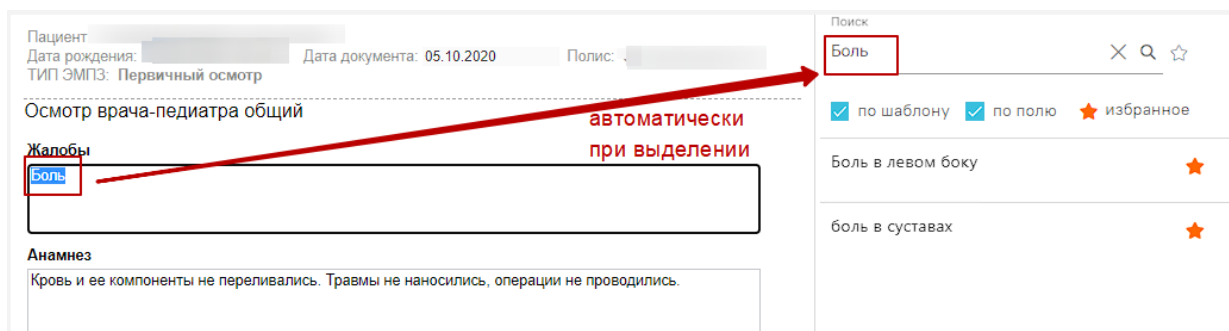 Пациент
Дата рождения: Дата документа: 05.10.2020 Полис:
ТИП ЭМПЗ: Первичный осмотр
Осмотр врача-педиатра общий
Жалобы
Боль
автоматически
при выделении
Анамнез
Кровь и ее компоненты не переливались. Травмы не наносились, операции не проводились.
Поиск
Боль
по шаблону по полю избранное
Боль в левом боку
боль в суставах